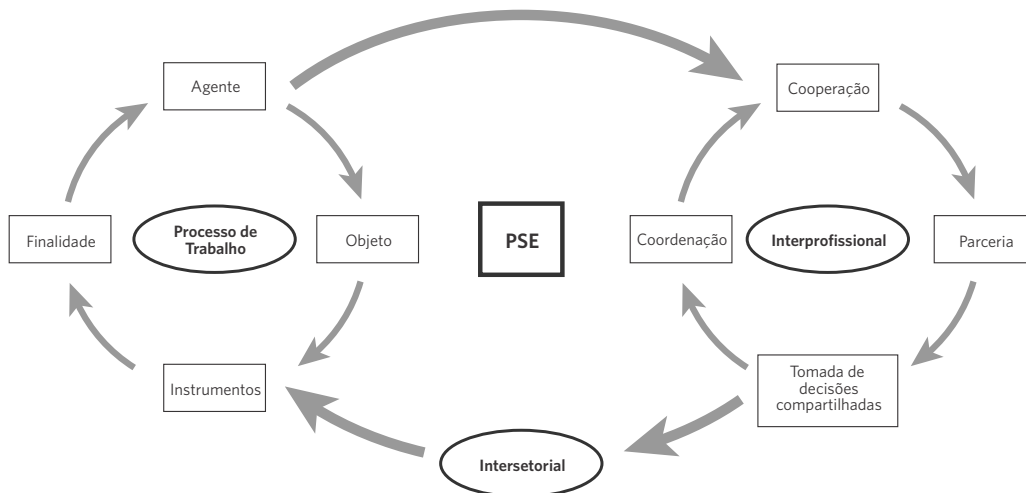 Agente
Cooperação
Finalidade
Processo de
Trabalho
Objeto
PSE
Coordenação
Interprofissional
Parceria
Instrumentos
Tomada de
decisões
compartilhadas
Intersetorial